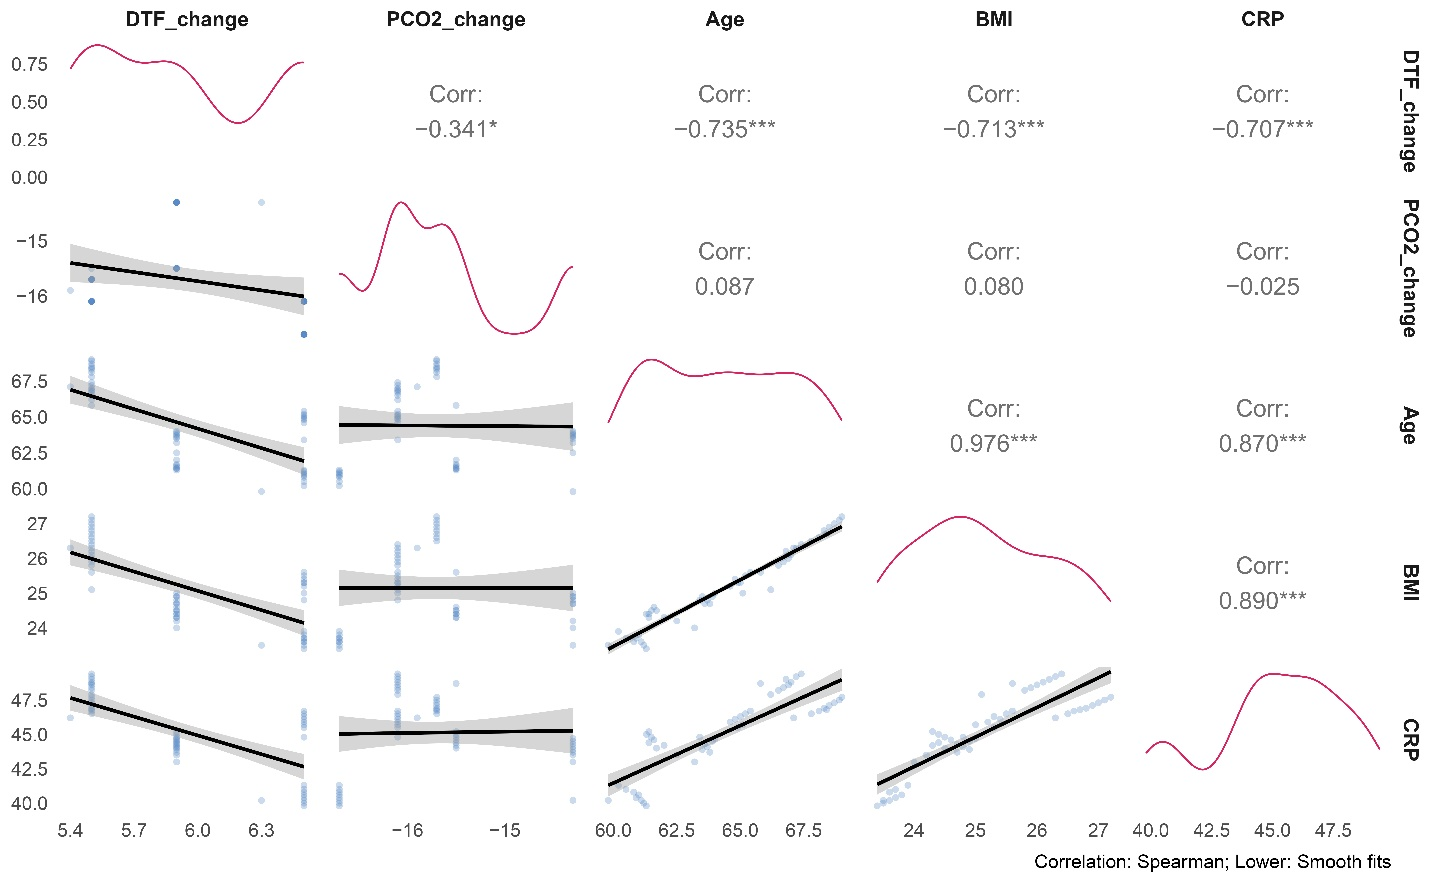 DTF_change PCO2_change Age BMI CRP
0.75
0.50
0.25
0.00
Corr:
−0.341*
Corr:
−0.735***
Corr:
−0.713***
Corr:
−0.707***
DTF_change
−15
−16
Corr:
0.087
Corr:
0.080
Corr:
−0.025
PCO2_change
67.5
65.0
62.5
60.0
Corr:
0.976***
Corr:
0.870***
Age
27
26
25
24
Corr:
0.890***
BMI
47.5
45.0
42.5
40.0
CRP
5.4 5.7 6.0 6.3 −16 −15 60.0 62.5 65.0 67.5 24 25 26 27 40.0 42.5 45.0 47.5
Correlation: Spearman; Lower: Smooth fits